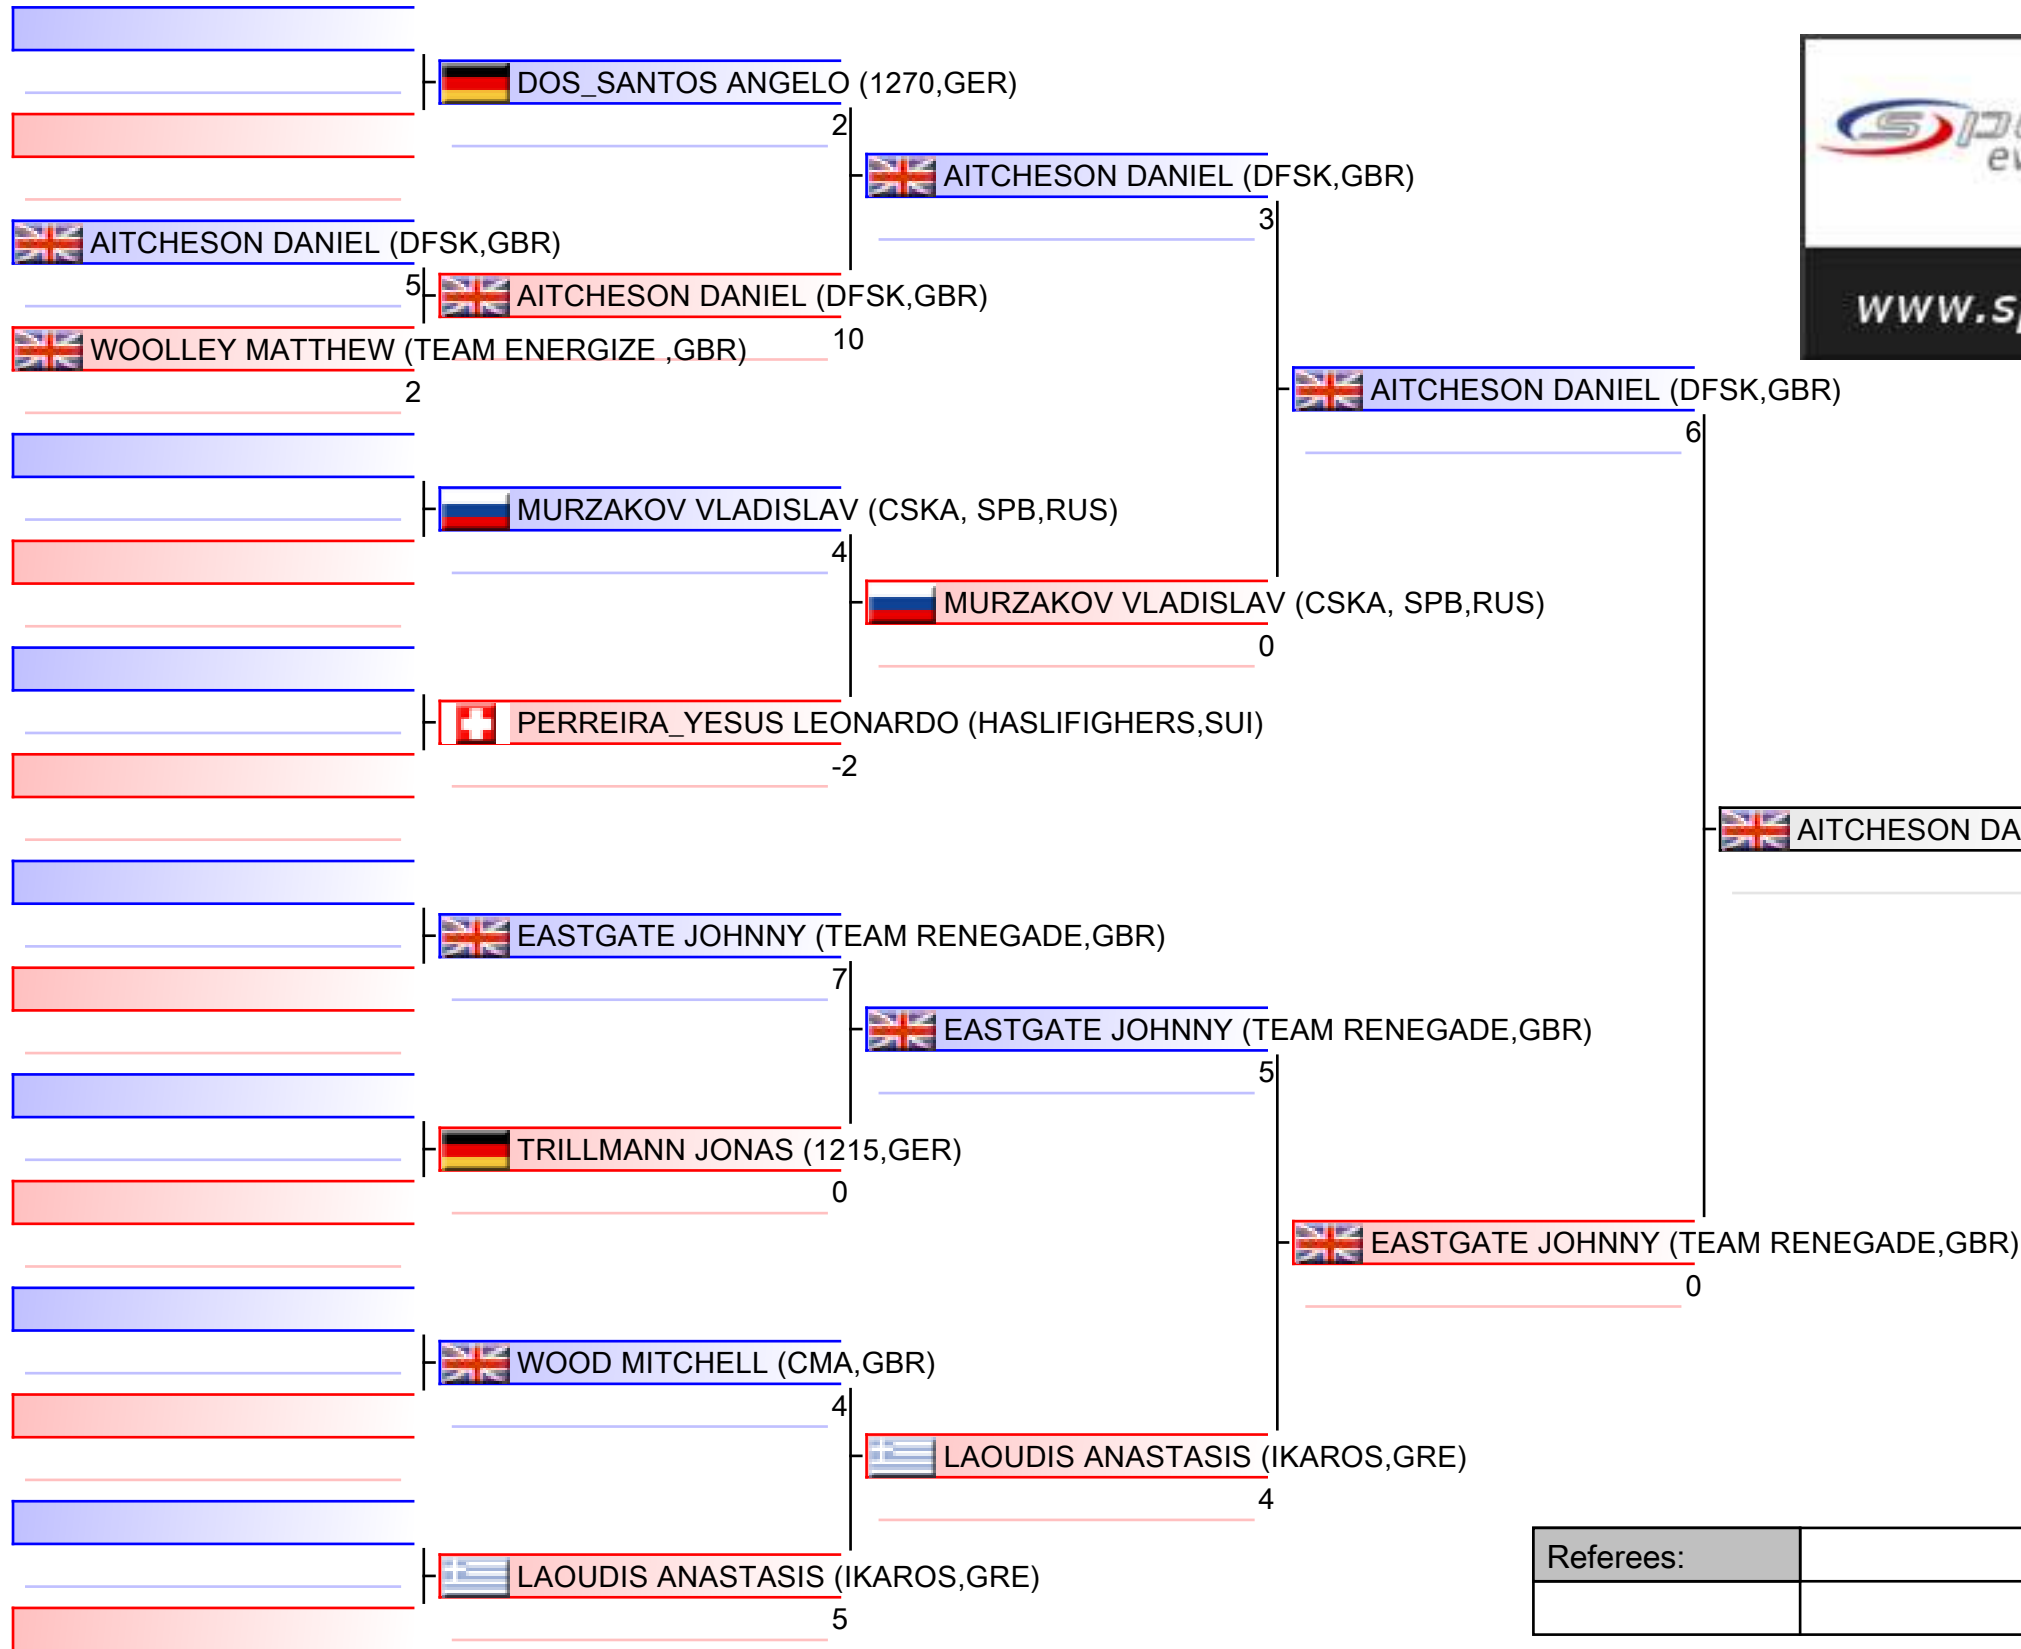 DOS_SANTOS ANGELO (1270,GER)
2
AITCHESON DANIEL (DFSK,GBR)
3
AITCHESON DANIEL (DFSK,GBR)
5
AITCHESON DANIEL (DFSK,GBR)
10
WOOLLEY MATTHEW (TEAM ENERGIZE ,GBR)
2
AITCHESON DANIEL (DFSK,GBR)
6
MURZAKOV VLADISLAV (CSKA, SPB,RUS)
4
MURZAKOV VLADISLAV (CSKA, SPB,RUS)
0
PERREIRA_YESUS LEONARDO (HASLIFIGHERS,SUI)
-2
AITCHESON DA
EASTGATE JOHNNY (TEAM RENEGADE,GBR)
7
EASTGATE JOHNNY (TEAM RENEGADE,GBR)
5
TRILLMANN JONAS (1215,GER)
0
EASTGATE JOHNNY (TEAM RENEGADE,GBR)
0
WOOD MITCHELL (CMA,GBR)
4
LAOUDIS ANASTASIS (IKAROS,GRE)
4
LAOUDIS ANASTASIS (IKAROS,GRE)
5
Referees: